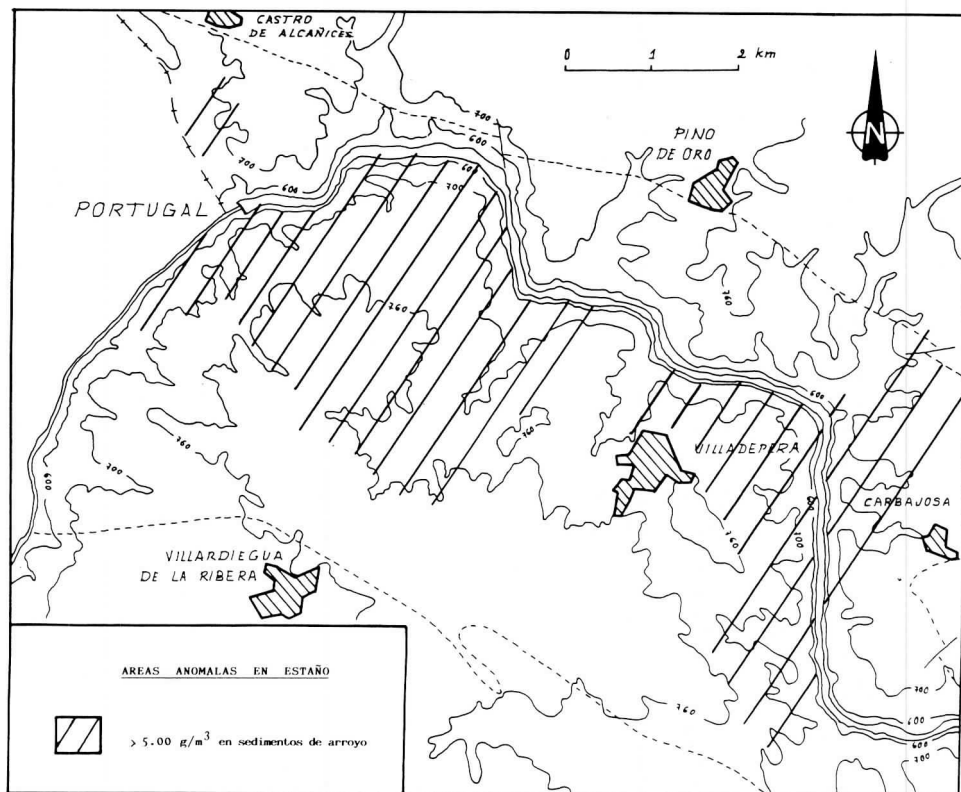 CASTRO
DE ALCAÑICES
0 1 2 km
700
600
PINO
DE ORO
N
700
600
600
700
PORTUGAL
760
760
600
760
VILLADEPERA
760
700
600
CARBAJOSA
600
700
760
VILLARDIEGUA
DE LA RIBERA
AREAS ANOMALAS EN ESTAÑO
> 5.00 g/m³ en sedimentos de arroyo
760
700
600
600
700